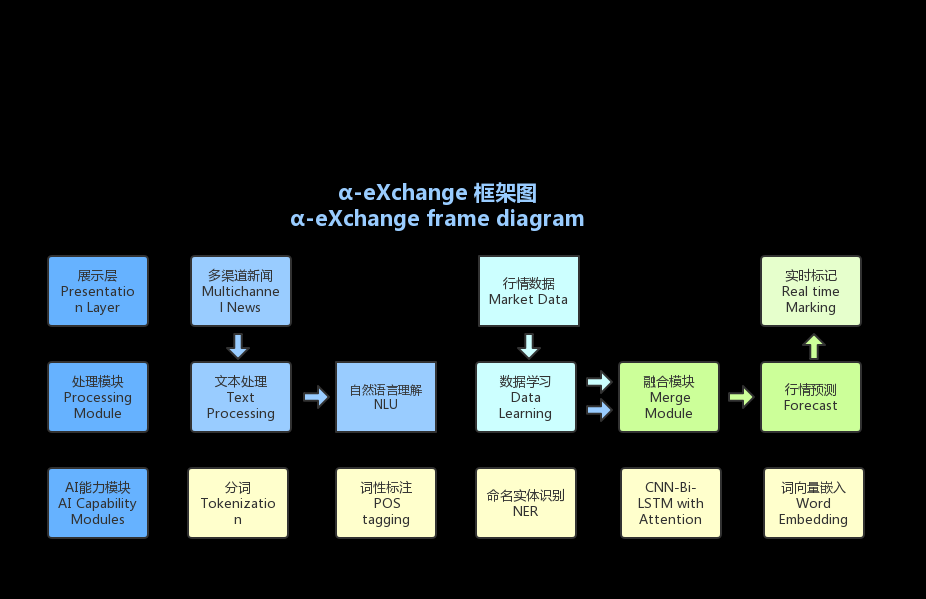 α-eXchange 框架图
α-eXchange frame diagram
展示层
Presentatio
n Layer
多渠道新闻
Multichanne
l News
行情数据
Market Data
实时标记
Real time
Marking
处理模块
Processing
Module
文本处理
Text
Processing
自然语言理解
NLU
数据学习
Data
Learning
融合模块
Merge
Module
行情预测
Forecast
AI能力模块
AI Capability
Modules
分词
Tokenizatio
n
词性标注
POS
tagging
命名实体识别
NER
CNN-Bi-
LSTM with
Attention
词向量嵌入
Word
Embedding